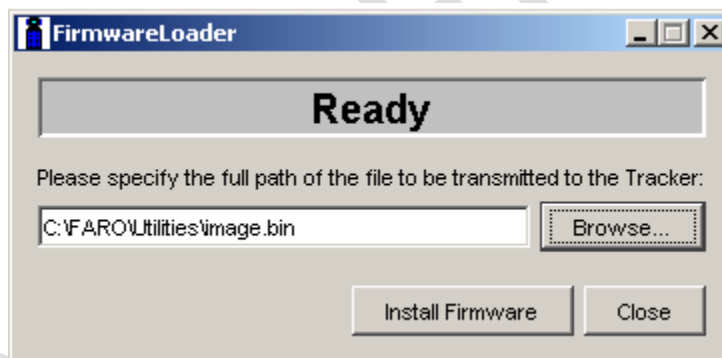 FirmwareLoader
Ready
Please specify the full path of the file to be transmitted to the Tracker:
C:\FARO\Utilities\image.bin
Browse...
Install Firmware
Close